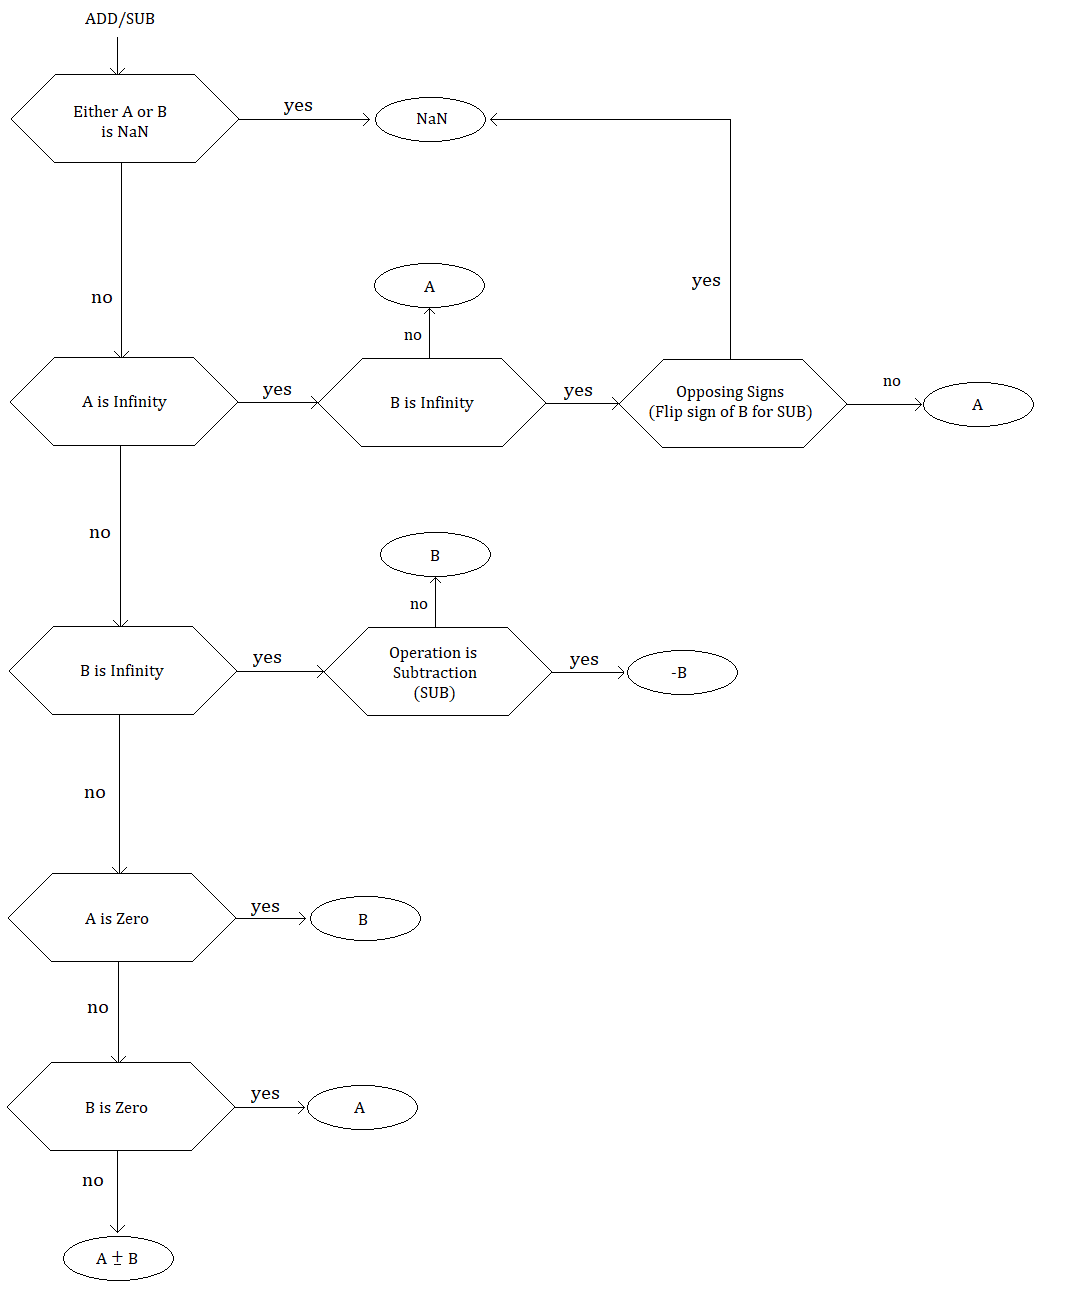 ADD/SUB
Either A or B
is NaN
yes
NaN
no
yes
A
no
A is Infinity
yes
B is Infinity
yes
Opposing Signs
(Flip sign of B for SUB)
no
A
no
B
no
B is Infinity
yes
Operation is
Subtraction
(SUB)
yes
-B
no
A is Zero
yes
B
no
B is Zero
yes
A
no
A ± B